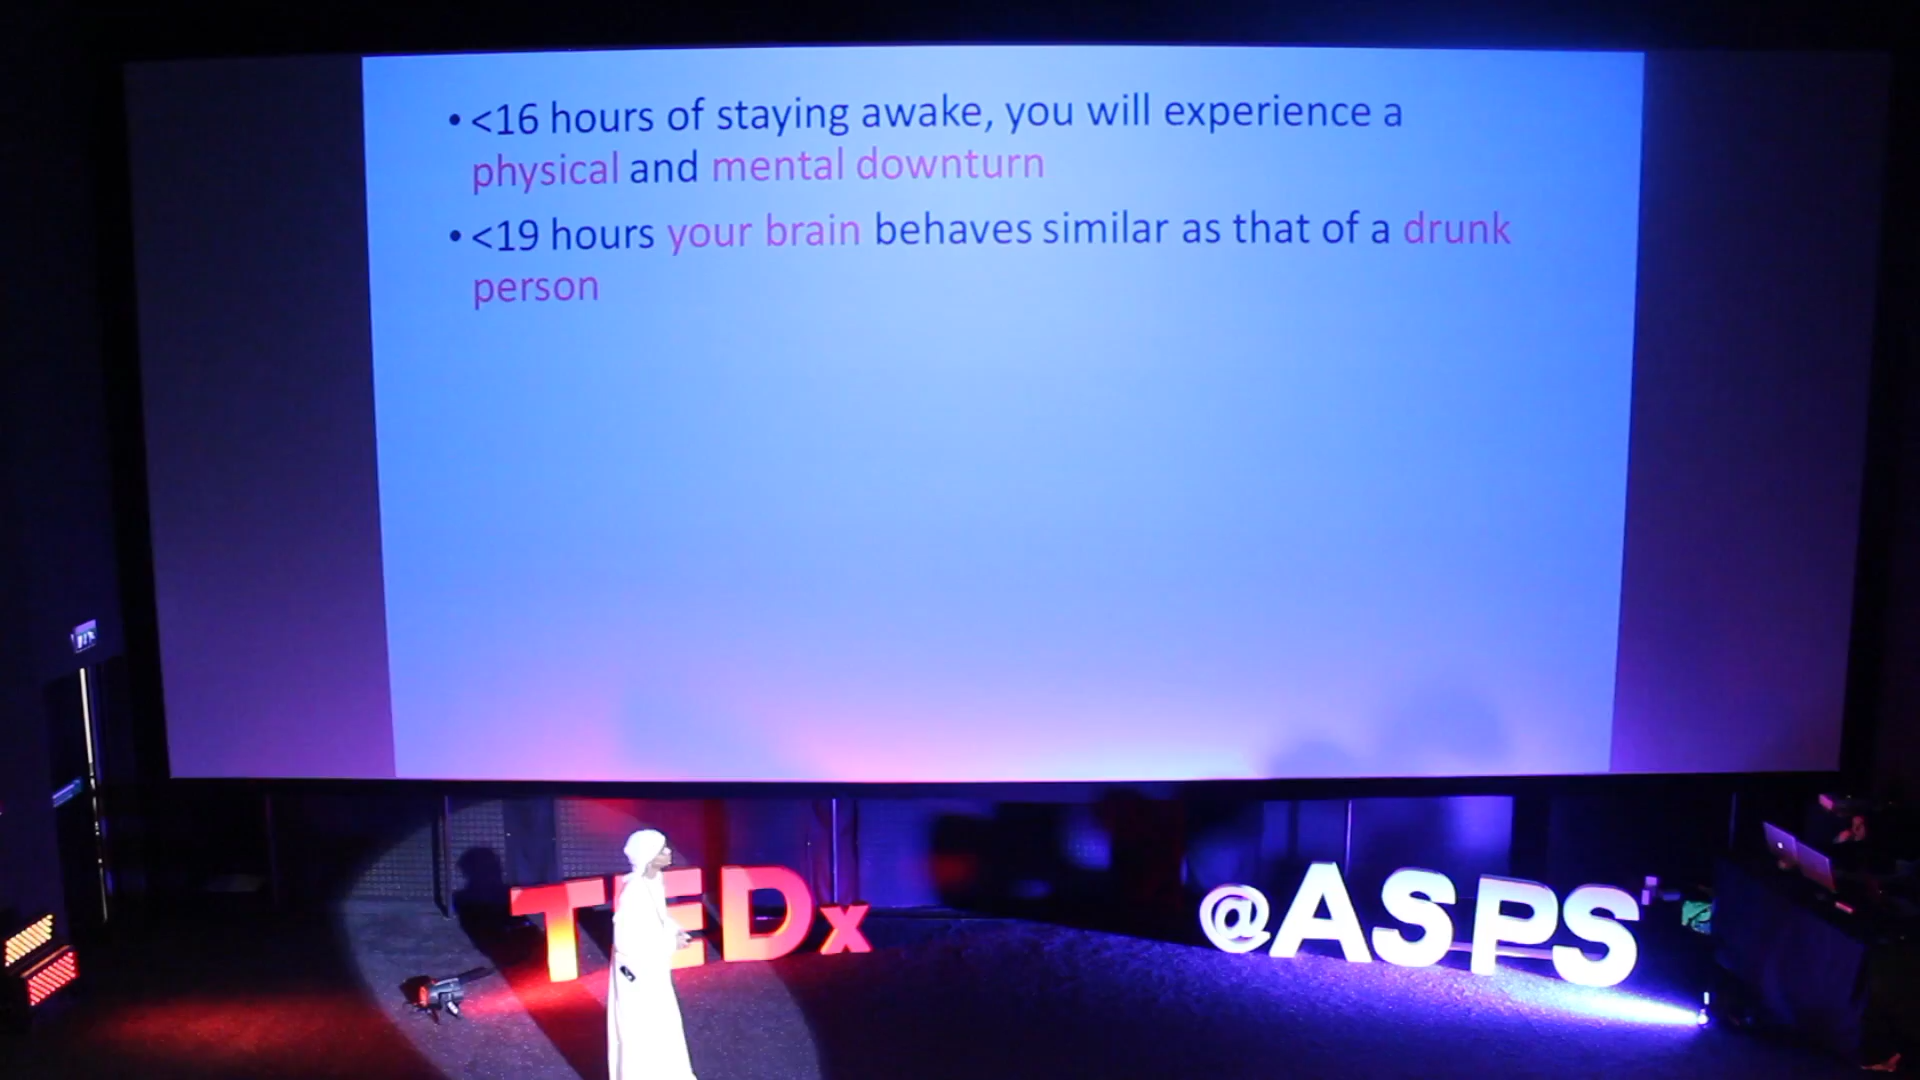 •<16 hours of staying awake, you will experience a
physical and mental downturn
•<19 hours your brain behaves similar as that of a drunk
person
TEDx
@ASPS